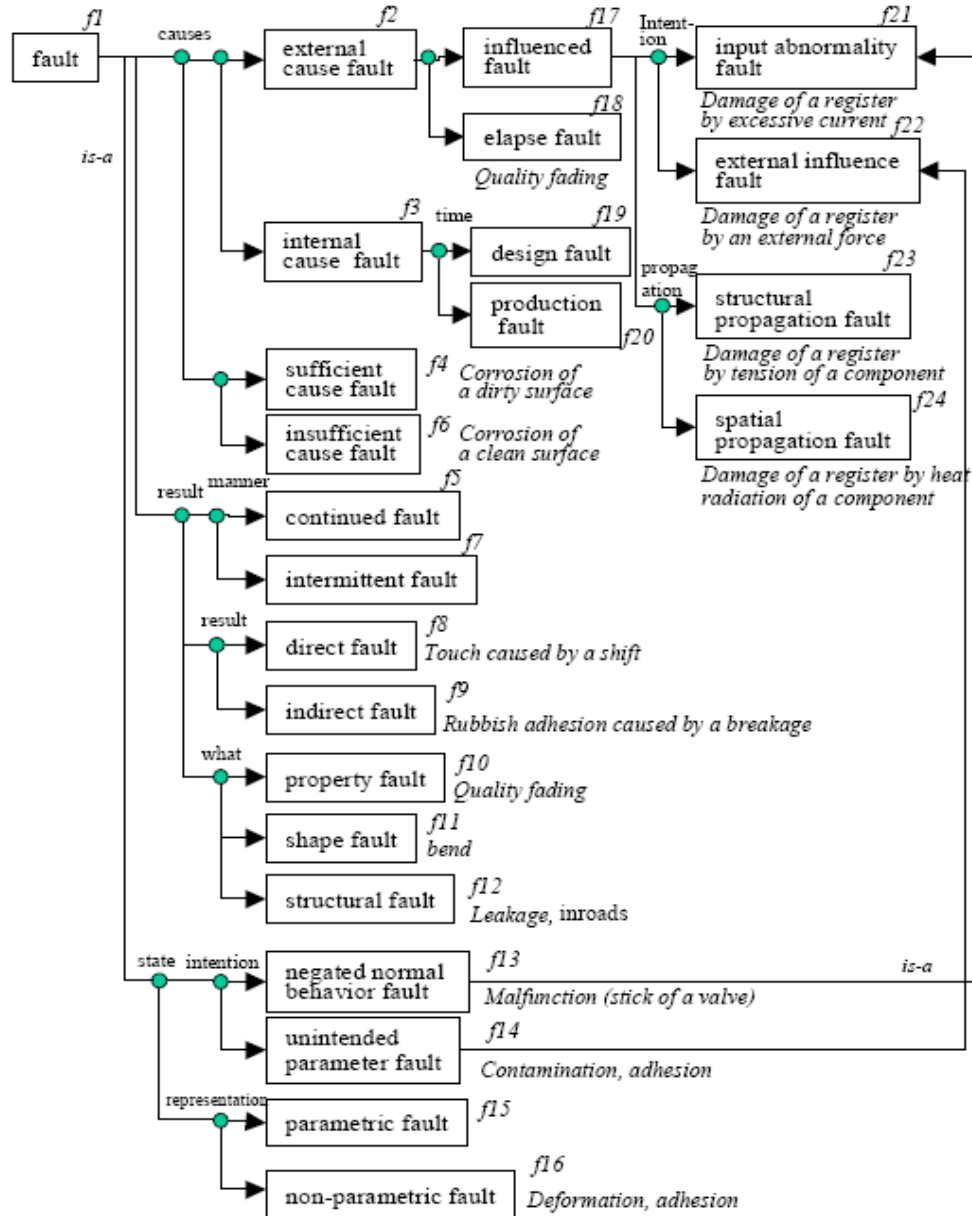 f1
fault
causes
is-a
f2
external
cause fault
f17
influenced
fault
Intent-
ion
f21
input abnormality
fault
Damage of a register
by excessive current
f18
elapse fault
Quality fading
f22
external influence
fault
Damage of a register
by an external force
f3
internal
cause fault
time
f19
design fault
production
fault
f20
propag
ation
f23
structural
propagation fault
Damage of a register
by tension of a component
f24
spatial
propagation fault
Damage of a register by heat
radiation of a component
sufficient
cause fault
f4
Corrosion of
a dirty surface
insufficient
cause fault
f6
Corrosion of
a clean surface
result
manner
f5
continued fault
f7
intermittent fault
result
direct fault
f8
Touch caused by a shift
indirect fault
f9
Rubbish adhesion caused by a breakage
what
property fault
f10
Quality fading
shape fault
f11
bend
structural fault
f12
Leakage, inroads
state
intention
negated normal
behavior fault
f13
Malfunction (stick of a valve)
is-a
unintended
parameter fault
f14
Contamination, adhesion
representation
parametric fault
f15
non-parametric fault
f16
Deformation, adhesion